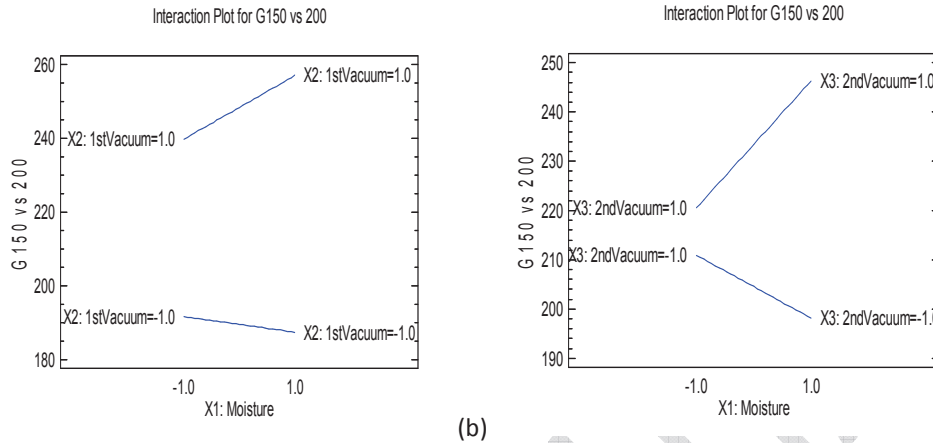 Interaction Plot for G150 vs 200
G 1 5 0 v s 2 0 0
260
240
220
200
180
X2: 1stVacuum=1.0
X2: 1stVacuum=1.0
X2: 1stVacuum=-1.0
X2: 1stVacuum=-1.0
-1.0 1.0
X1: Moisture
Interaction Plot for G150 vs 200
G 1 5 0 v s 2 0 0
250
240
230
220
210
200
190
X3: 2ndVacuum=1.0
X3: 2ndVacuum=1.0
X3: 2ndVacuum=-1.0
X3: 2ndVacuum=-1.0
-1.0 1.0
X1: Moisture
(b)